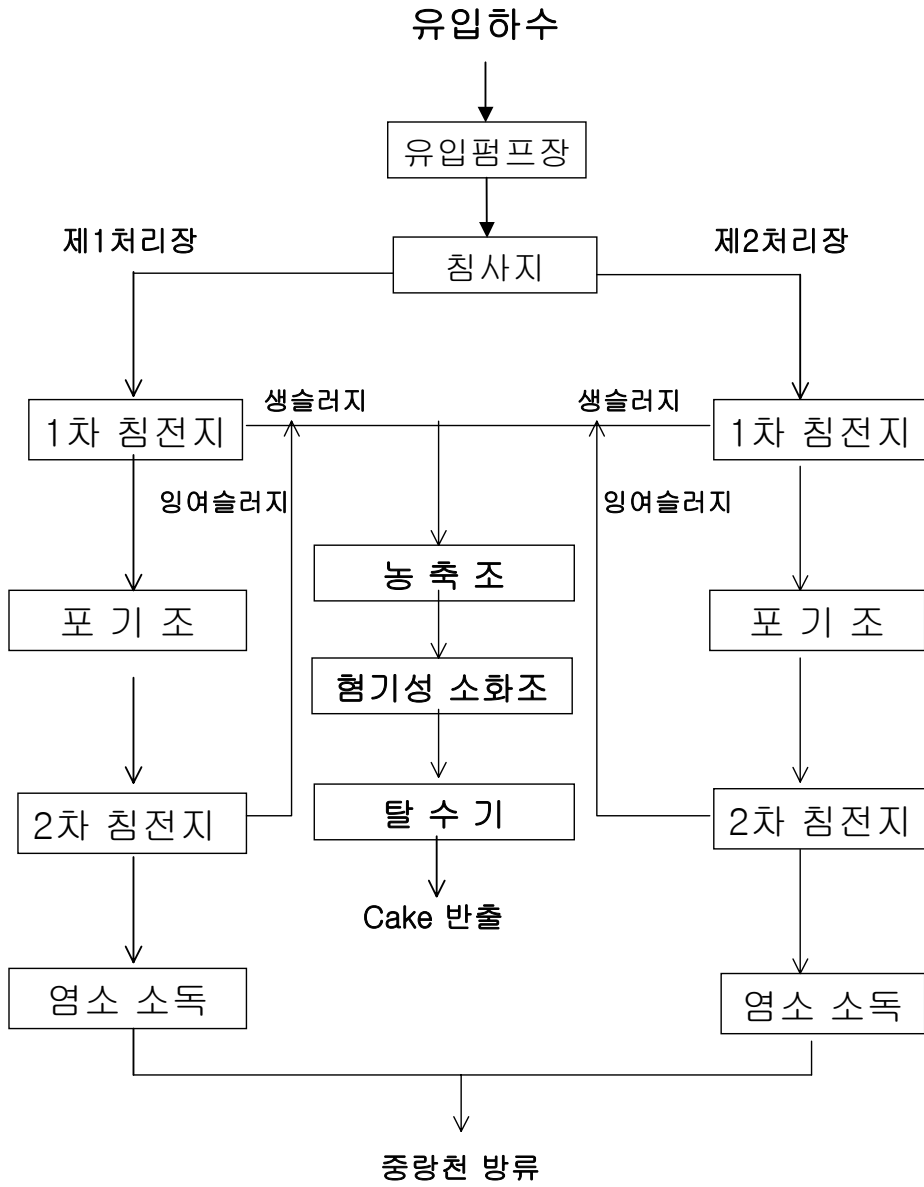 유입하수
유입펌프장
제1처리장
제2처리장
침사지
생슬러지
생슬러지
1차 침전지
1차 침전지
잉여슬러지
잉여슬러지
농 축 조
포 기 조
포 기 조
혐기성 소화조
2차 침전지
탈 수 기
2차 침전지
Cake 반출
염소 소독
염소 소독
중랑천 방류